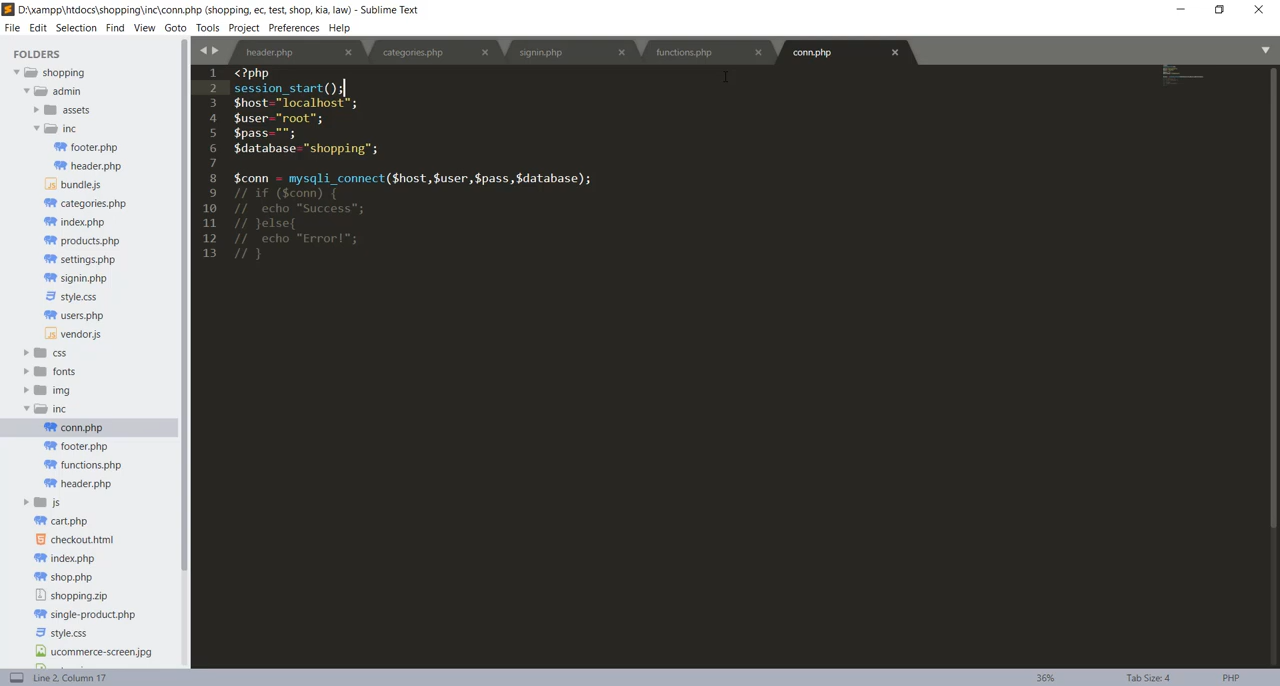 D:\xampp\htdocs\shopping\inc\conn.php (shopping, ec, test, shop, kia, law) - Sublime Text
File Edit Selection Find View Goto Tools Project Preferences Help
FOLDERS
shopping
admin
assets
inc
footer.php
header.php
bundle.js
categories.php
index.php
products.php
settings.php
signin.php
style.css
users.php
vendor.js
css
fonts
img
inc
conn.php
footer.php
functions.php
header.php
js
cart.php
checkout.html
index.php
shop.php
shopping.zip
single-product.php
style.css
ucommerce-screen.jpg
header.php categories.php signin.php functions.php conn.php
1 <?php
2 session_start();
3 $host="localhost";
4 $user="root";
5 $pass="";
6 $database="shopping";
7
8 $conn = mysqli_connect($host,$user,$pass,$database);
9 // if ($conn) {
10 // echo "Success";
11 // }else{
12 // echo "Error!";
13 // }
Line 2, Column 17 36% Tab Size: 4 PHP